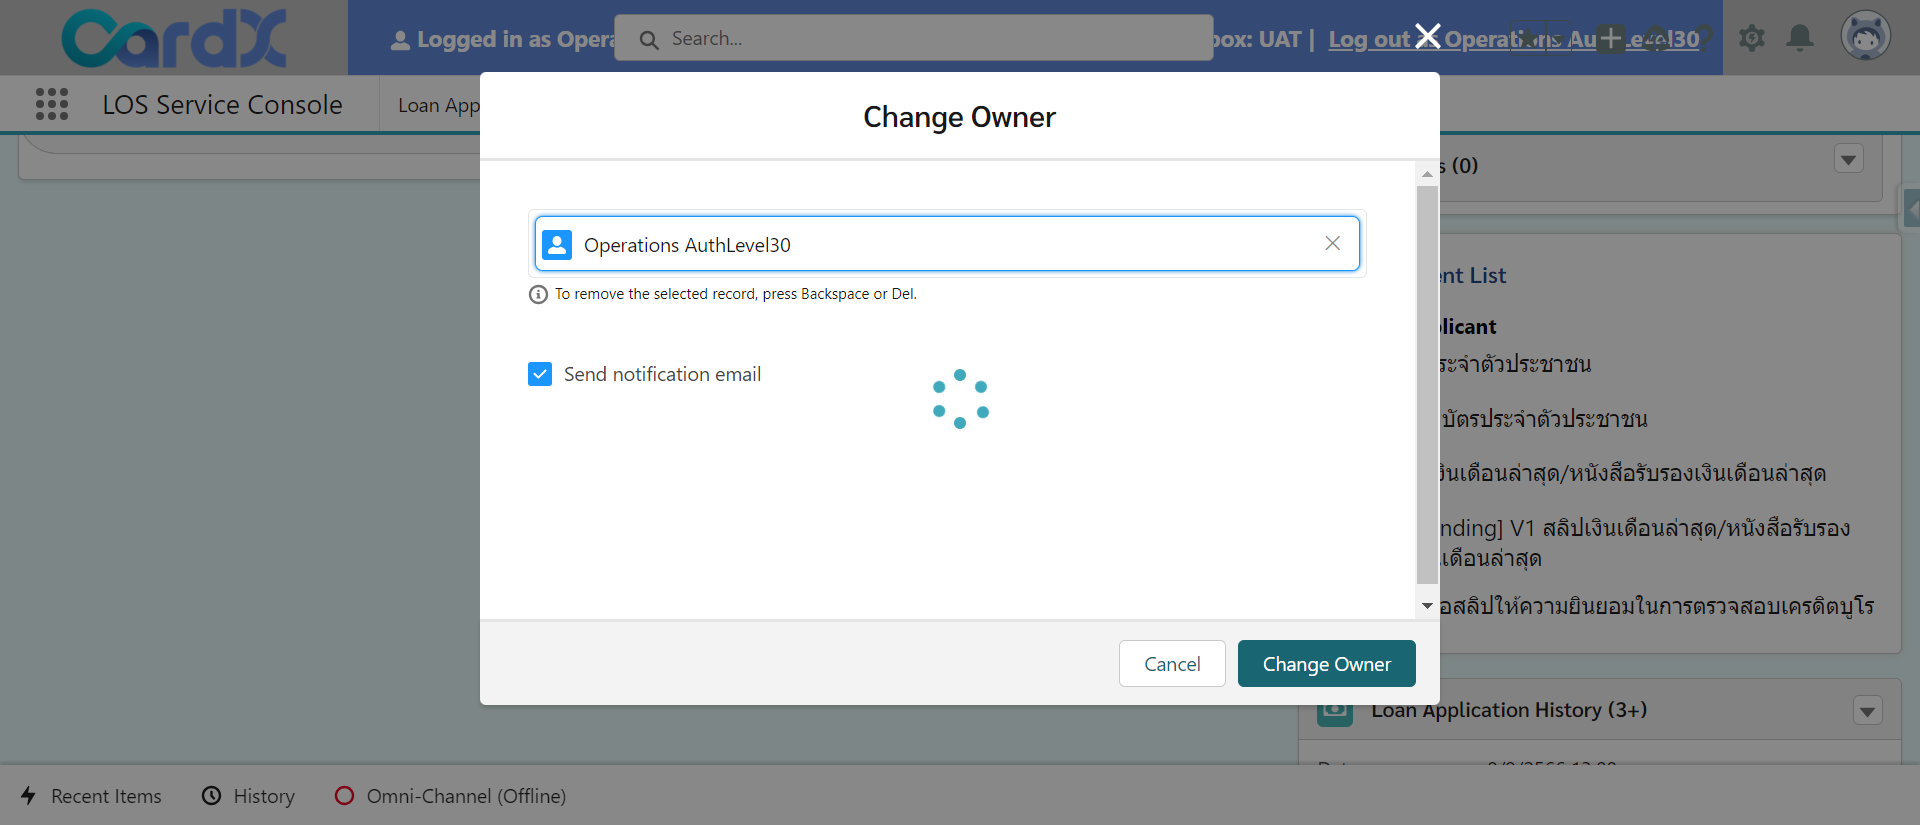 CardX
Logged in as Opera
Search...
box: UAT |
Log out as Operations Au Level30
LOS Service Console
Loan App
Change Owner
s (0)
Operations AuthLevel30
To remove the selected record, press Backspace or Del.
Send notification email
ent List
licant
ระจำตัวประชาชน
บัตรประจำตัวประชาชน
งินเดือนล่าสุด/หนังสือรับรองเงินเดือนล่าสุด
nding] V1 สลิปเงินเดือนล่าสุด/หนังสือรับรอง
เดือนล่าสุด
อสลิปให้ความยินยอมในการตรวจสอบเครดิตบูโร
Cancel
Change Owner
Loan Application History (3+)
Recent Items
History
Omni-Channel (Offline)